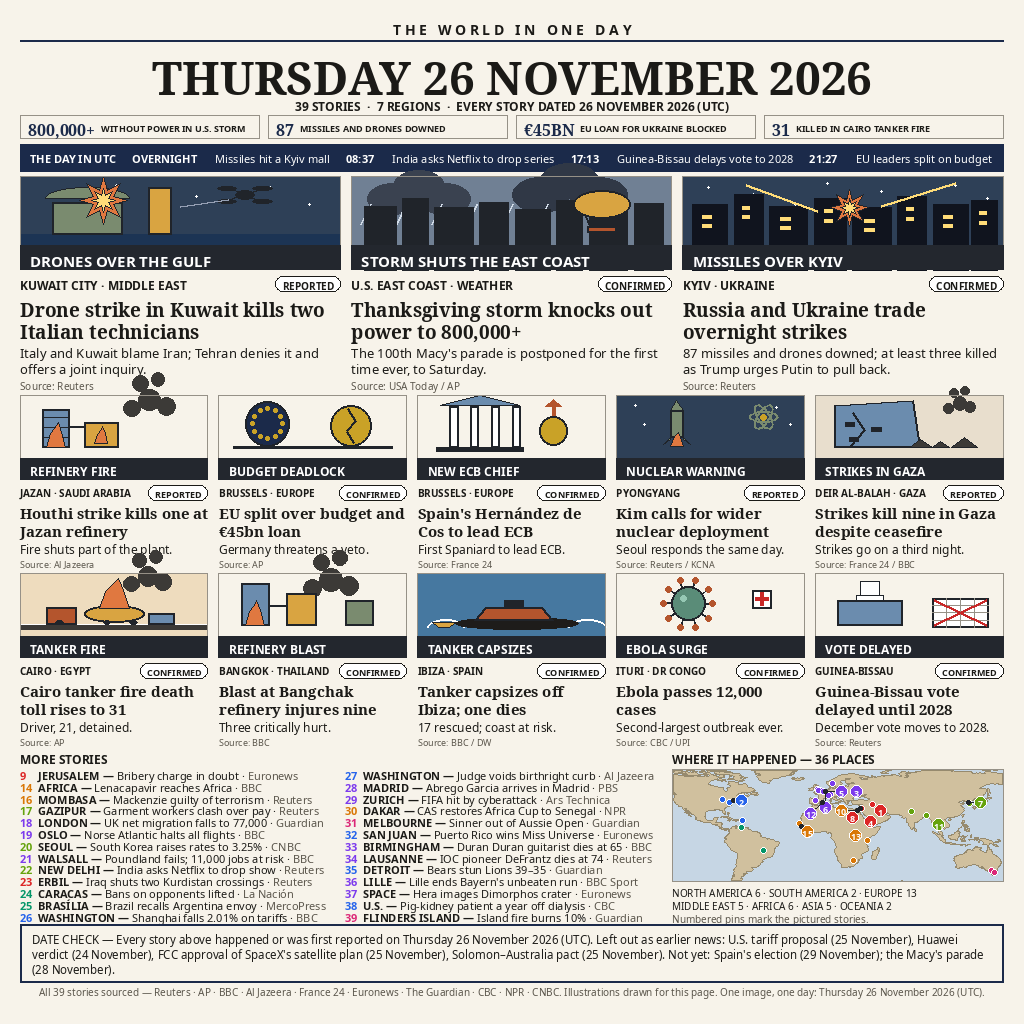 THE WORLD IN ONE DAY
THURSDAY 26 NOVEMBER 2026
39 STORIES · 7 REGIONS · EVERY STORY DATED 26 NOVEMBER 2026 (UTC)
800,000+ WITHOUT POWER IN U.S. STORM
87 MISSILES AND DRONES DOWNED
€45BN EU LOAN FOR UKRAINE BLOCKED
31 KILLED IN CAIRO TANKER FIRE
THE DAY IN UTC OVERNIGHT Missiles hit a Kyiv mall 08:37 India asks Netflix to drop series 17:13 Guinea-Bissau delays vote to 2028 21:27 EU leaders split on budget
DRONES OVER THE GULF
KUWAIT CITY · MIDDLE EAST REPORTED
Drone strike in Kuwait kills two
Italian technicians
Italy and Kuwait blame Iran; Tehran denies it and
offers a joint inquiry.
Source: Reuters
STORM SHUTS THE EAST COAST
U.S. EAST COAST · WEATHER CONFIRMED
Thanksgiving storm knocks out
power to 800,000+
The 100th Macy's parade is postponed for the first
time ever, to Saturday.
Source: USA Today / AP
MISSILES OVER KYIV
KYIV · UKRAINE CONFIRMED
Russia and Ukraine trade
overnight strikes
87 missiles and drones downed; at least three killed
as Trump urges Putin to pull back.
Source: Reuters
REFINERY FIRE
JAZAN · SAUDI ARABIA REPORTED
Houthi strike kills one at
Jazan refinery
Fire shuts part of the plant.
Source: Al Jazeera
BUDGET DEADLOCK
BRUSSELS · EUROPE CONFIRMED
EU split over budget and
€45bn loan
Germany threatens a veto.
Source: AP
NEW ECB CHIEF
BRUSSELS · EUROPE CONFIRMED
Spain's Hernández de
Cos to lead ECB
First Spaniard to lead ECB.
Source: France 24
NUCLEAR WARNING
PYONGYANG REPORTED
Kim calls for wider
nuclear deployment
Seoul responds the same day.
Source: Reuters / KCNA
STRIKES IN GAZA
DEIR AL-BALAH · GAZA REPORTED
Strikes kill nine in Gaza
despite ceasefire
Strikes go on a third night.
Source: France 24 / BBC
TANKER FIRE
CAIRO · EGYPT CONFIRMED
Cairo tanker fire death
toll rises to 31
Driver, 21, detained.
Source: AP
REFINERY BLAST
BANGKOK · THAILAND CONFIRMED
Blast at Bangchak
refinery injures nine
Three critically hurt.
Source: BBC
TANKER CAPSIZES
IBIZA · SPAIN CONFIRMED
Tanker capsizes off
Ibiza; one dies
17 rescued; coast at risk.
Source: BBC / DW
EBOLA SURGE
ITURI · DR CONGO CONFIRMED
Ebola passes 12,000
cases
Second-largest outbreak ever.
Source: CBC / UPI
VOTE DELAYED
GUINEA-BISSAU CONFIRMED
Guinea-Bissau vote
delayed until 2028
December vote moves to 2028.
Source: Reuters
MORE STORIES
9 JERUSALEM — Bribery charge in doubt · Euronews
14 AFRICA — Lenacapavir reaches Africa · BBC
16 MOMBASA — Mackenzie guilty of terrorism · Reuters
17 GAZIPUR — Garment workers clash over pay · Reuters
18 LONDON — UK net migration falls to 77,000 · Guardian
19 OSLO — Norse Atlantic halts all flights · BBC
20 SEOUL — South Korea raises rates to 3.25% · CNBC
21 WALSALL — Poundland fails; 11,000 jobs at risk · BBC
22 NEW DELHI — India asks Netflix to drop show · Reuters
23 ERBIL — Iraq shuts two Kurdistan crossings · Reuters
24 CARACAS — Bans on opponents lifted · La Nación
25 BRASÍLIA — Brazil recalls Argentina envoy · MercoPress
26 WASHINGTON — Shanghai falls 2.01% on tariffs · BBC
27 WASHINGTON — Judge voids birthright curb · Al Jazeera
28 MADRID — Abrego Garcia arrives in Madrid · PBS
29 ZURICH — FIFA hit by cyberattack · Ars Technica
30 DAKAR — CAS restores Africa Cup to Senegal · NPR
31 MELBOURNE — Sinner out of Aussie Open · Guardian
32 SAN JUAN — Puerto Rico wins Miss Universe · Euronews
33 BIRMINGHAM — Duran Duran guitarist dies at 65 · BBC
34 LAUSANNE — IOC pioneer DeFrantz dies at 74 · Reuters
35 DETROIT — Bears stun Lions 39–35 · Guardian
36 LILLE — Lille ends Bayern's unbeaten run · BBC Sport
37 SPACE — Hera images Dimorphos crater · Euronews
38 U.S. — Pig-kidney patient a year off dialysis · CBC
39 FLINDERS ISLAND — Island fire burns 10% · Guardian
WHERE IT HAPPENED — 36 PLACES
NORTH AMERICA 6 · SOUTH AMERICA 2 · EUROPE 13
MIDDLE EAST 5 · AFRICA 6 · ASIA 5 · OCEANIA 2
Numbered pins mark the pictured stories.
DATE CHECK — Every story above happened or was first reported on Thursday 26 November 2026 (UTC). Left out as earlier news: U.S. tariff proposal (25 November), Huawei
verdict (24 November), FCC approval of SpaceX's satellite plan (25 November), Solomon–Australia pact (25 November). Not yet: Spain's election (29 November); the Macy's parade
(28 November).
All 39 stories sourced — Reuters · AP · BBC · Al Jazeera · France 24 · Euronews · The Guardian · CBC · NPR · CNBC. Illustrations drawn for this page. One image, one day: Thursday 26 November 2026 (UTC).